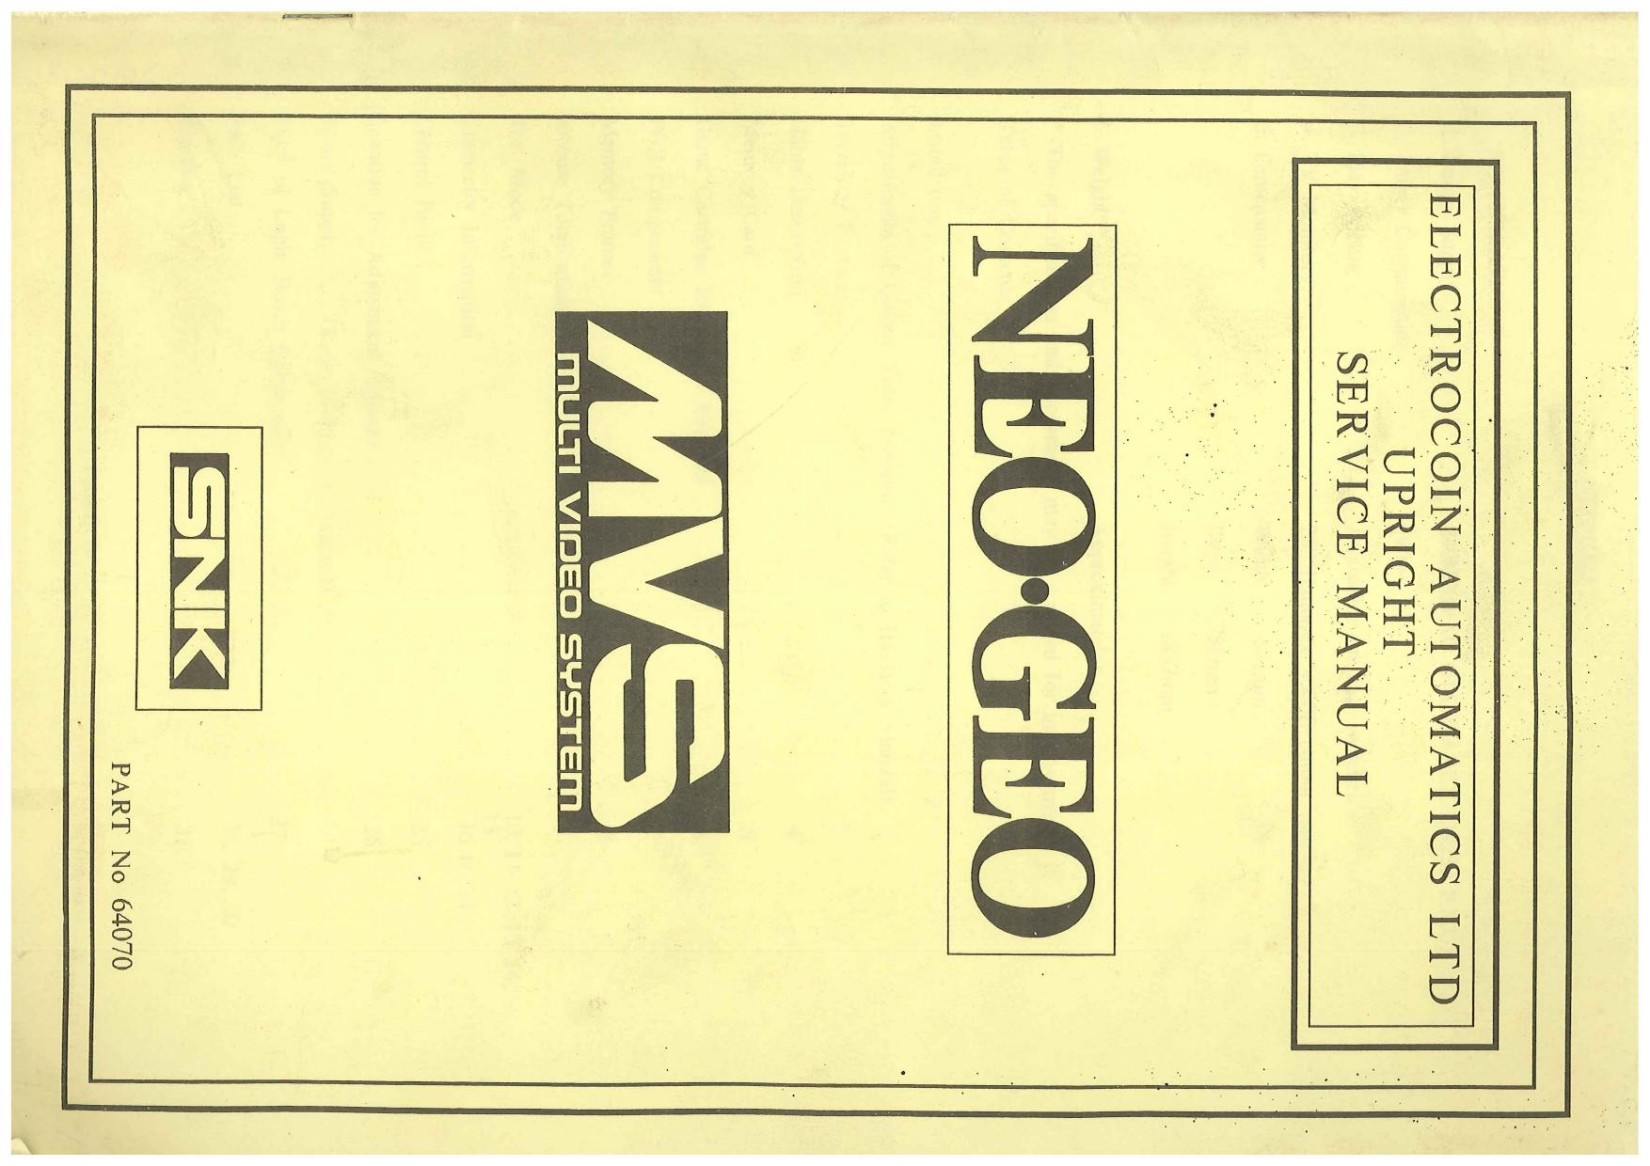 ELECTROCOIN AUTOMATICS LTD
UPRIGHT
SERVICE MANUAL
NEO•GEO
MVS
MULTI VIDEO SYSTEM
SNK
PART No 64070